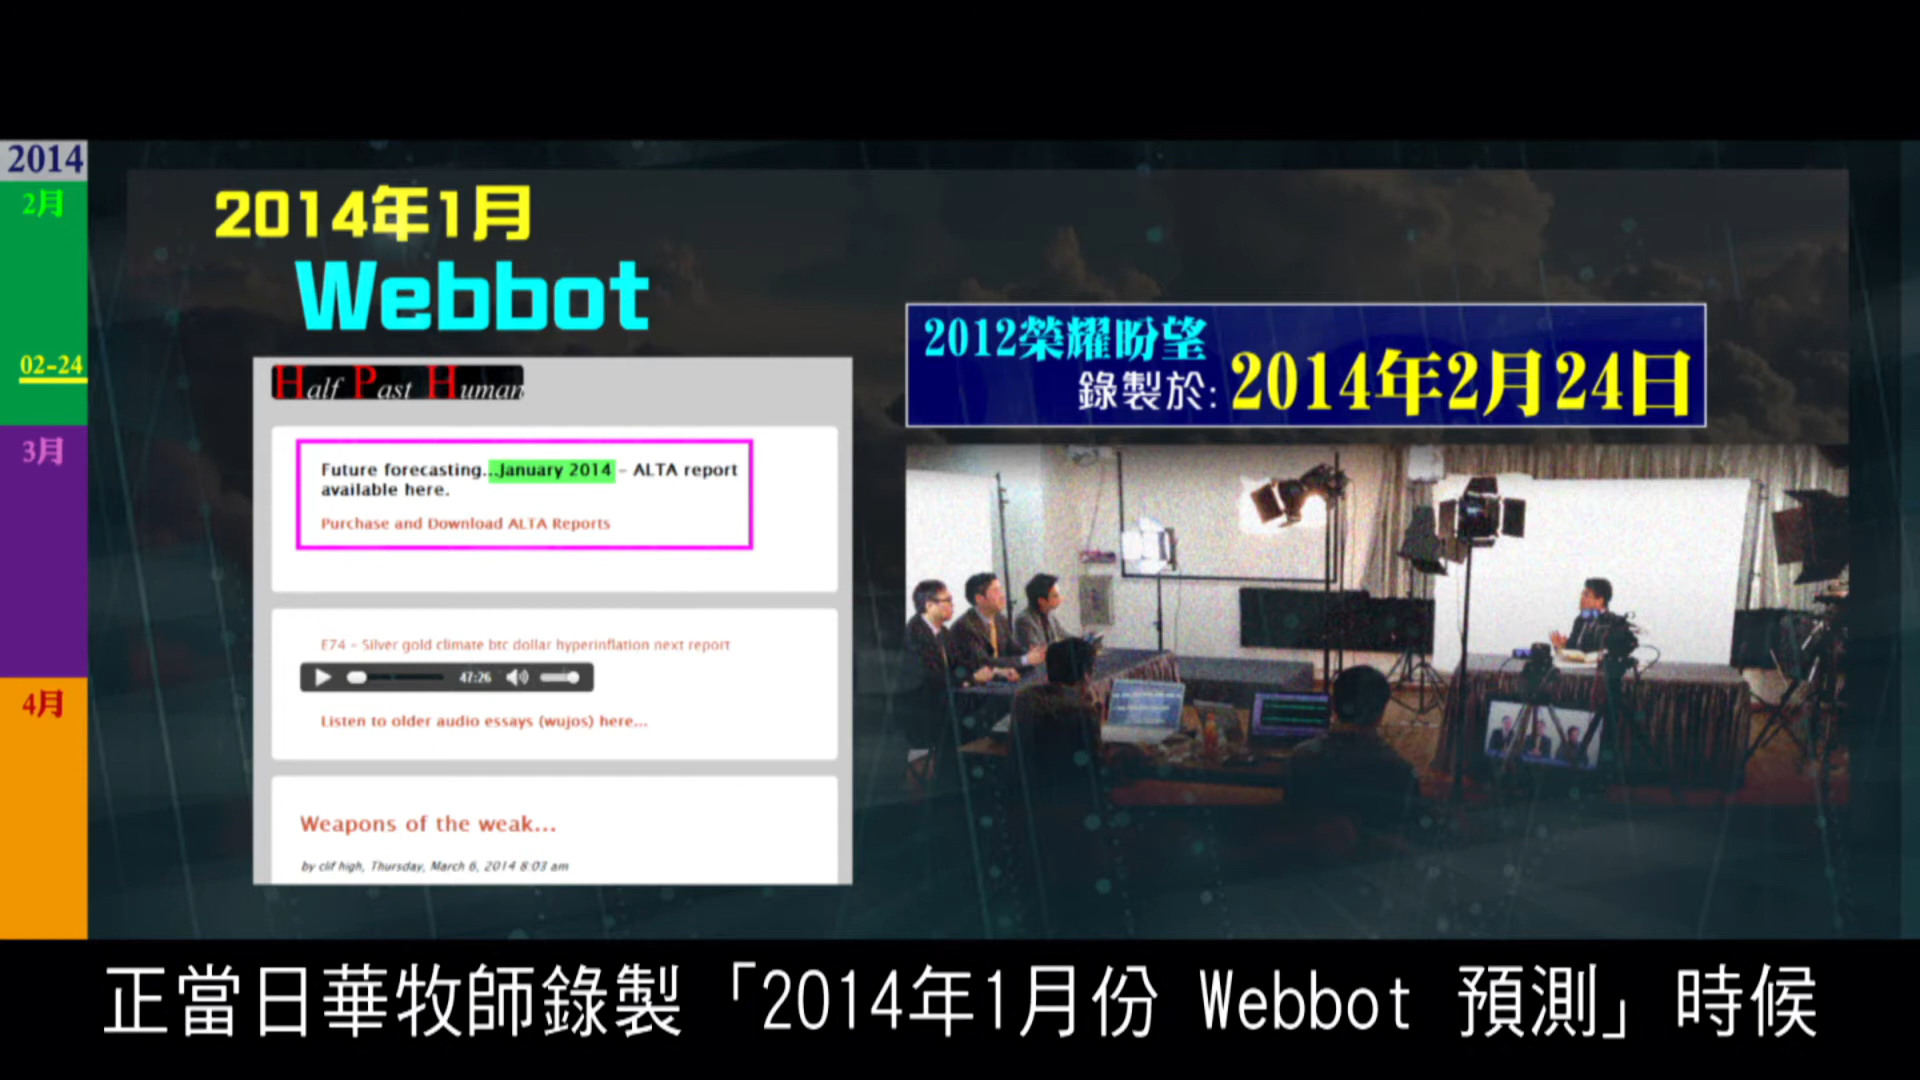 2014
2月
02-24
3月
4月
2014年1月
Webbot
Half Past Human
Future forecasting...January 2014 – ALTA report
available here.
Purchase and Download ALTA Reports
E74 – Silver gold climate btc dollar hyperinflation next report
47:26
Listen to older audio essays (wujos) here...
Weapons of the weak...
by clif high, Thursday, March 6, 2014 8:03 am
2012榮耀盼望
錄製於: 2014年2月24日
正當日華牧師錄製「2014年1月份 Webbot 預測」時候